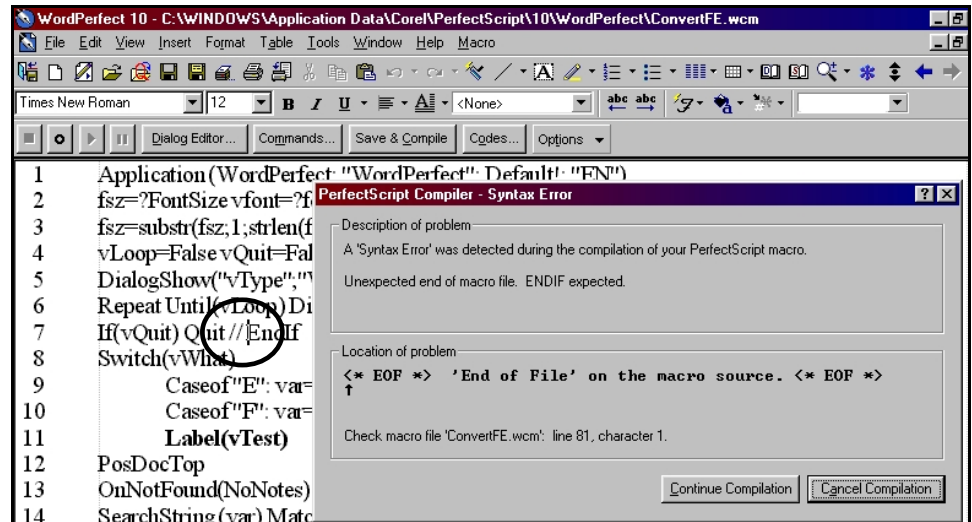 WordPerfect 10 - C:\WINDOWS\Application Data\Corel\PerfectScript\10\WordPerfect\ConvertFE.wcm
File Edit View Insert Format Table Tools Window Help Macro
Times New Roman 12 B I U A <None> abc abc
Dialog Editor... Commands... Save & Compile Codes... Options
1 Application (WordPerfect; "WordPerfect"; Default!; "EN")
2 fsz=?FontSize vfont=?f
3 fsz=substr(fsz;1;strlen(f
4 vLoop=False vQuit=Fal
5 DialogShow("vType";"
6 Repeat Until(vLoop) Di
7 If(vQuit) Quit // EndIf
8 Switch(vWhat)
9 Caseof "E": var=
10 Caseof "F": var=
11 Label(vTest)
12 PosDocTop
13 OnNotFound(NoNotes)
14 SearchString(var) Matc
PerfectScript Compiler - Syntax Error
Description of problem
A 'Syntax Error' was detected during the compilation of your PerfectScript macro.
Unexpected end of macro file. ENDIF expected.
Location of problem
<* EOF *> 'End of File' on the macro source. <* EOF *>
Check macro file 'ConvertFE.wcm': line 81, character 1.
Continue Compilation Cancel Compilation